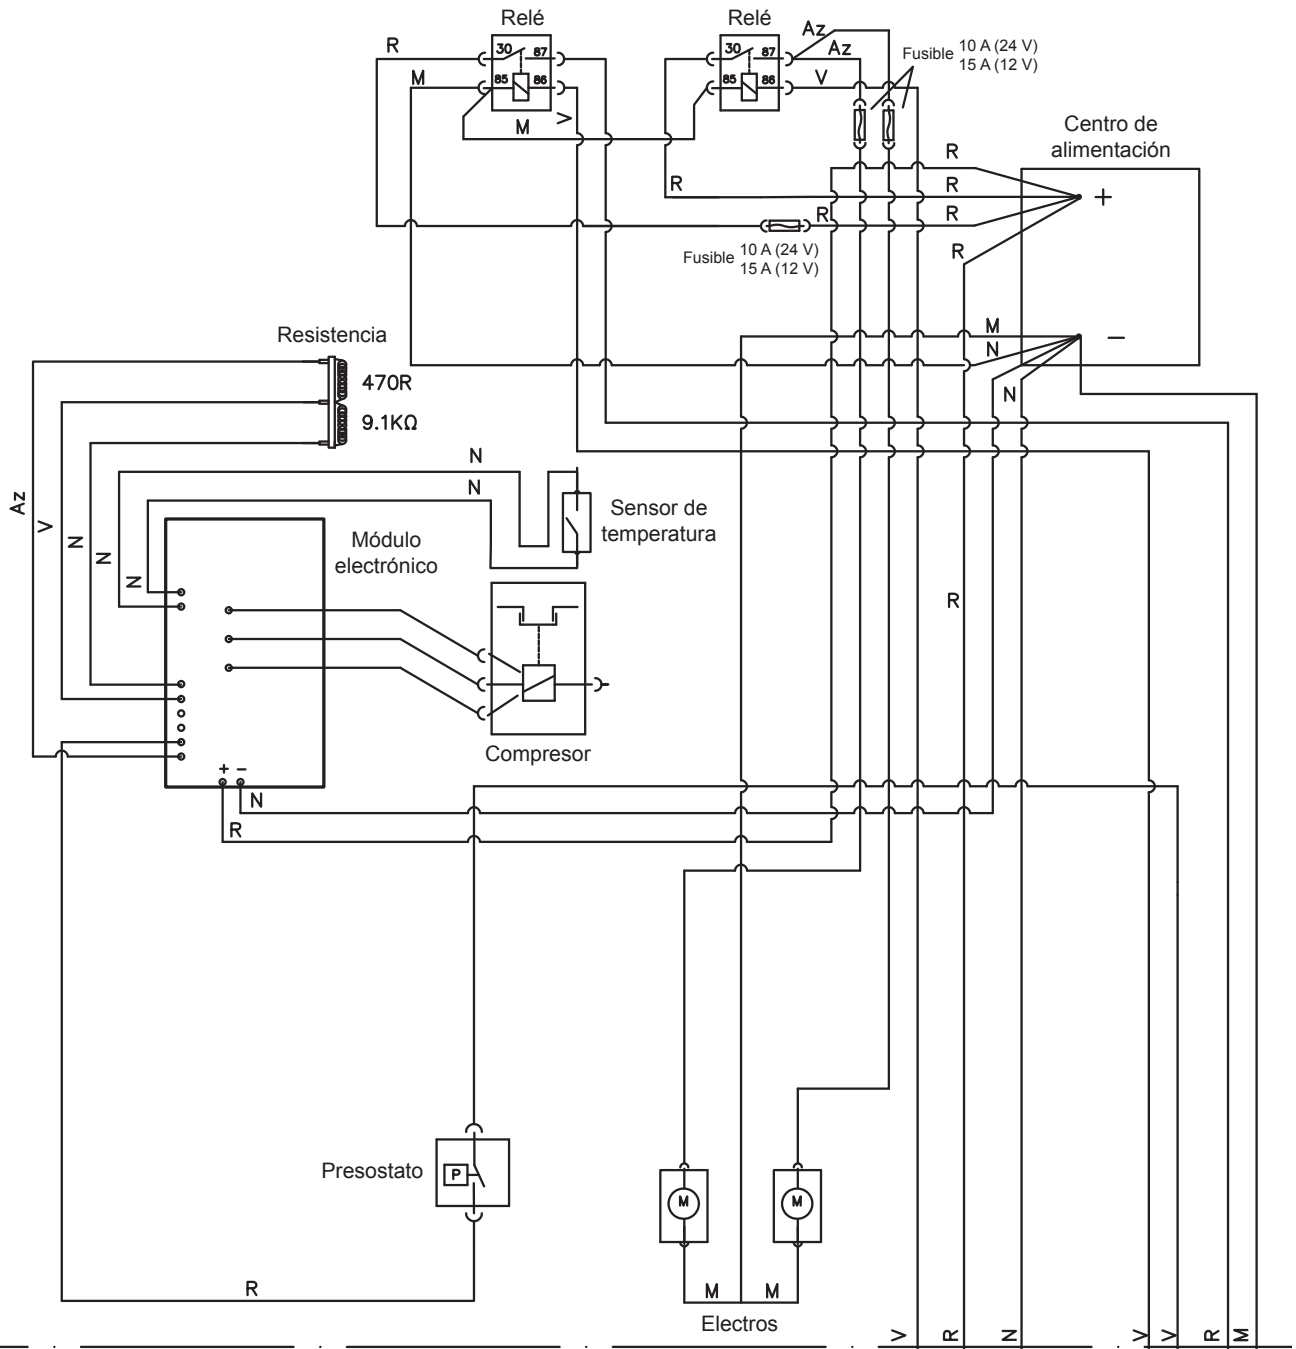 Relé
Relé
R
30
87
M
85
86
V
M
30
87
85
86
Az
Az
V
Fusible 10 A (24 V)
15 A (12 V)
Centro de
alimentación
R
R
R
R
R
R
+
Fusible 10 A (24 V)
15 A (12 V)
M
N
–
N
Resistencia
470R
9.1KΩ
Az
V
N
N
N
N
N
Sensor de
temperatura
Módulo
electrónico
R
Compresor
+ –
N
R
Presostato
P
M
M
R
M
M
Electros
V
R
N
V
V
R
M